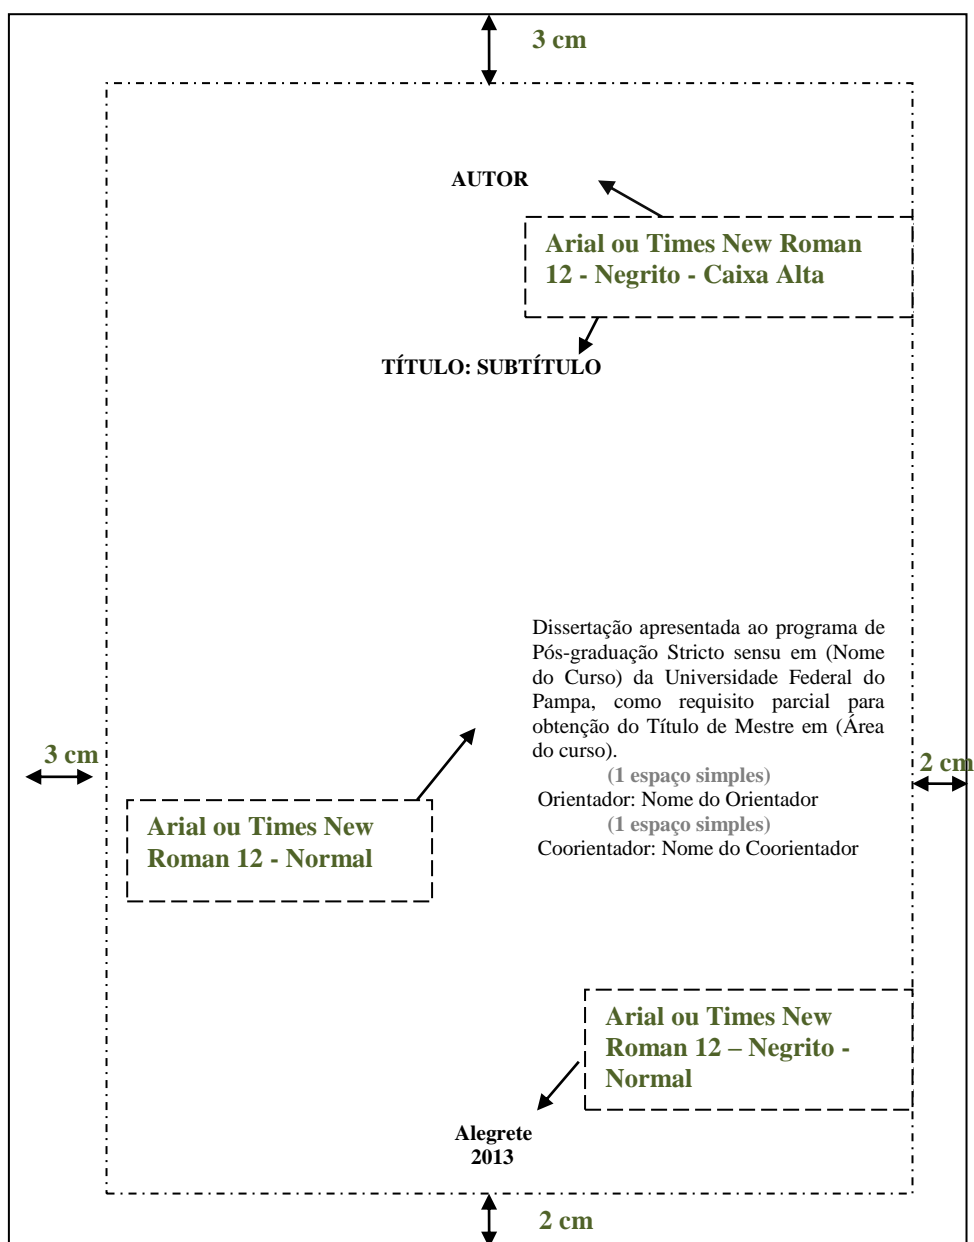 3 cm
AUTOR
Arial ou Times New Roman
12 - Negrito - Caixa Alta
TÍTULO: SUBTÍTULO
Dissertação apresentada ao programa de
Pós-graduação Stricto sensu em (Nome
do Curso) da Universidade Federal do
Pampa, como requisito parcial para
obtenção do Título de Mestre em (Área
do curso).
(1 espaço simples)
Orientador: Nome do Orientador
(1 espaço simples)
Coorientador: Nome do Coorientador
3 cm
2 cm
Arial ou Times New
Roman 12 - Normal
Arial ou Times New
Roman 12 – Negrito -
Normal
Alegrete
2013
2 cm